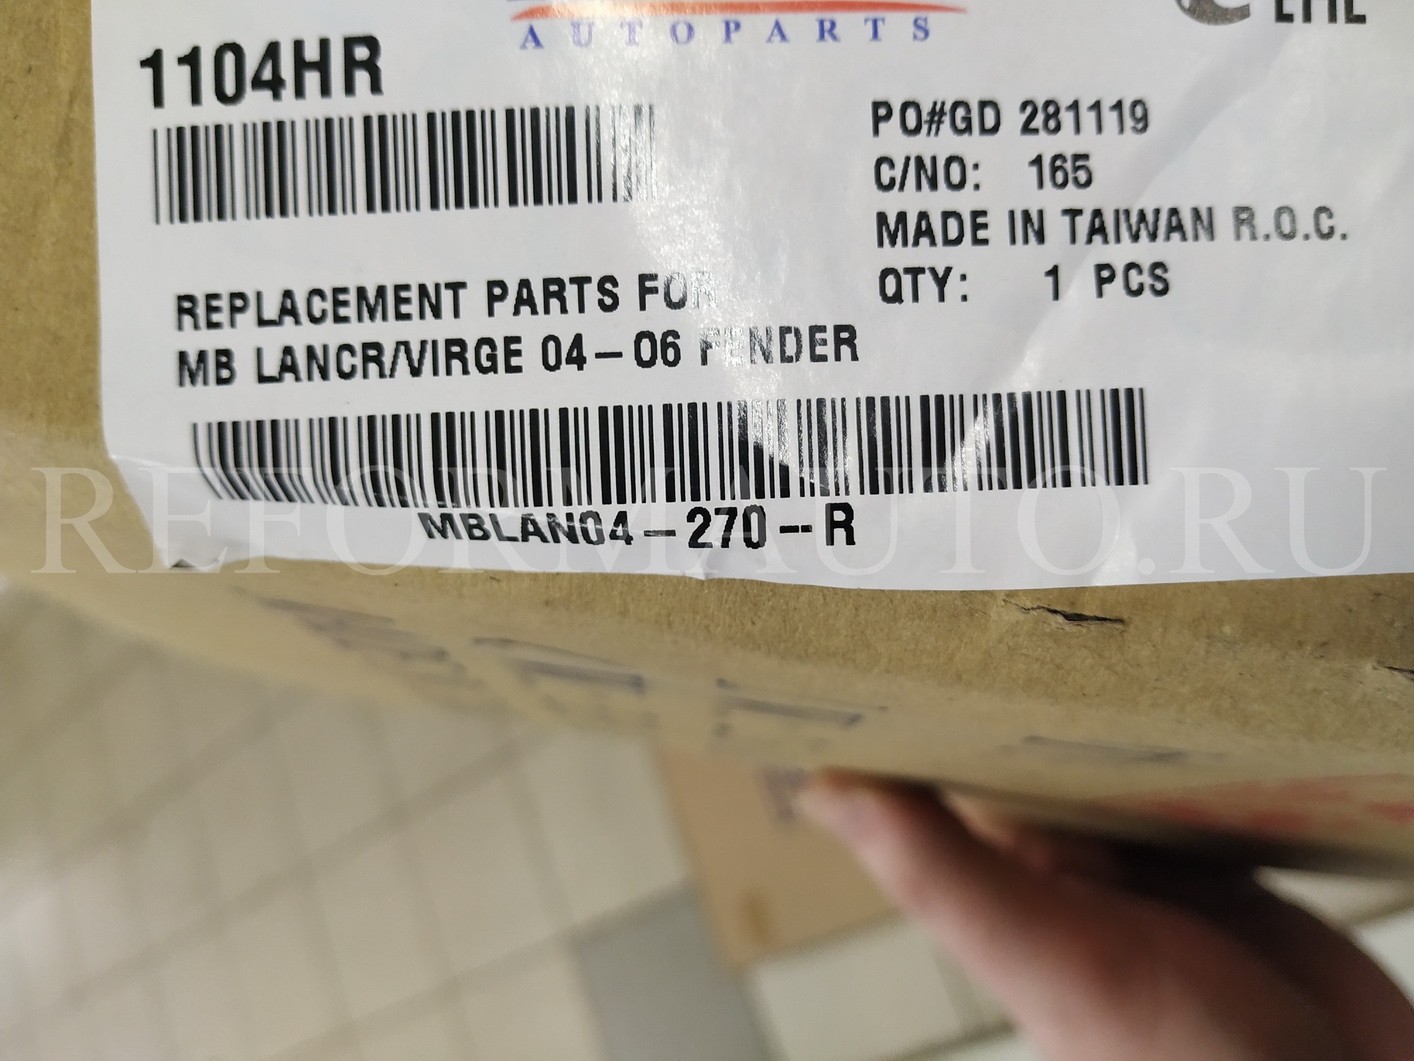 AUTOPARTS
1104HR
PO#GD 281119
C/NO: 165
MADE IN TAIWAN R.O.C.
QTY: 1 PCS
REPLACEMENT PARTS FOR
MB LANCR/VIRGE 04-06 FENDER
MBLAN04-270--R
REFORMAUTO.RU